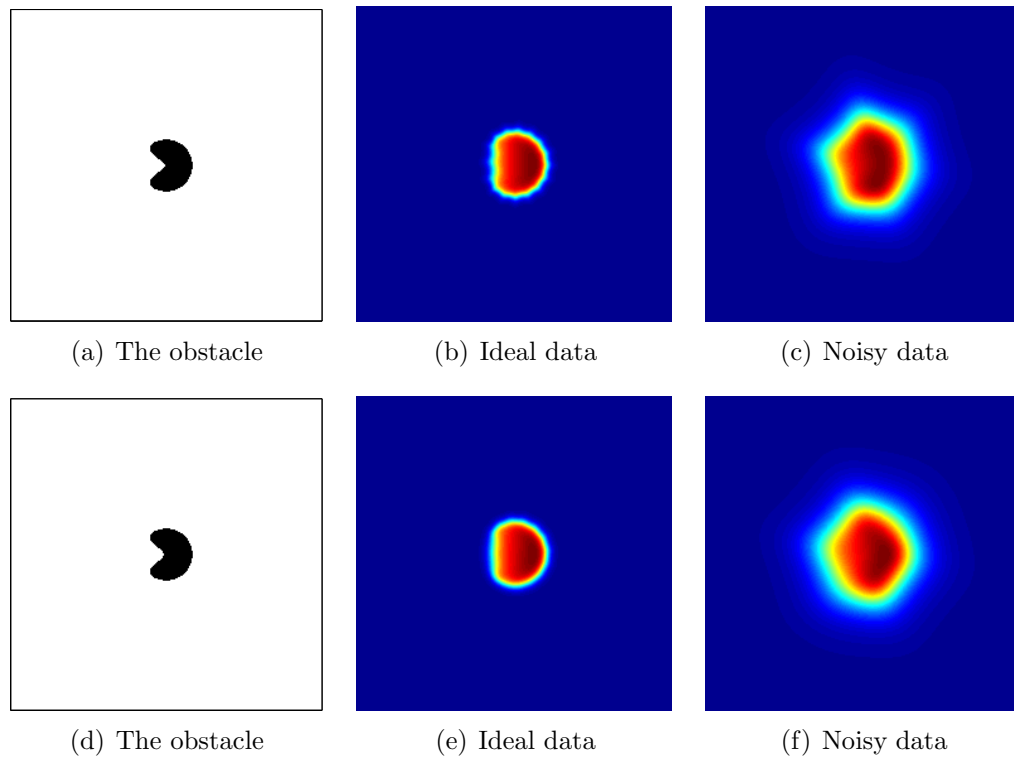 (a) The obstacle
(b) Ideal data
(c) Noisy data
(d) The obstacle
(e) Ideal data
(f) Noisy data